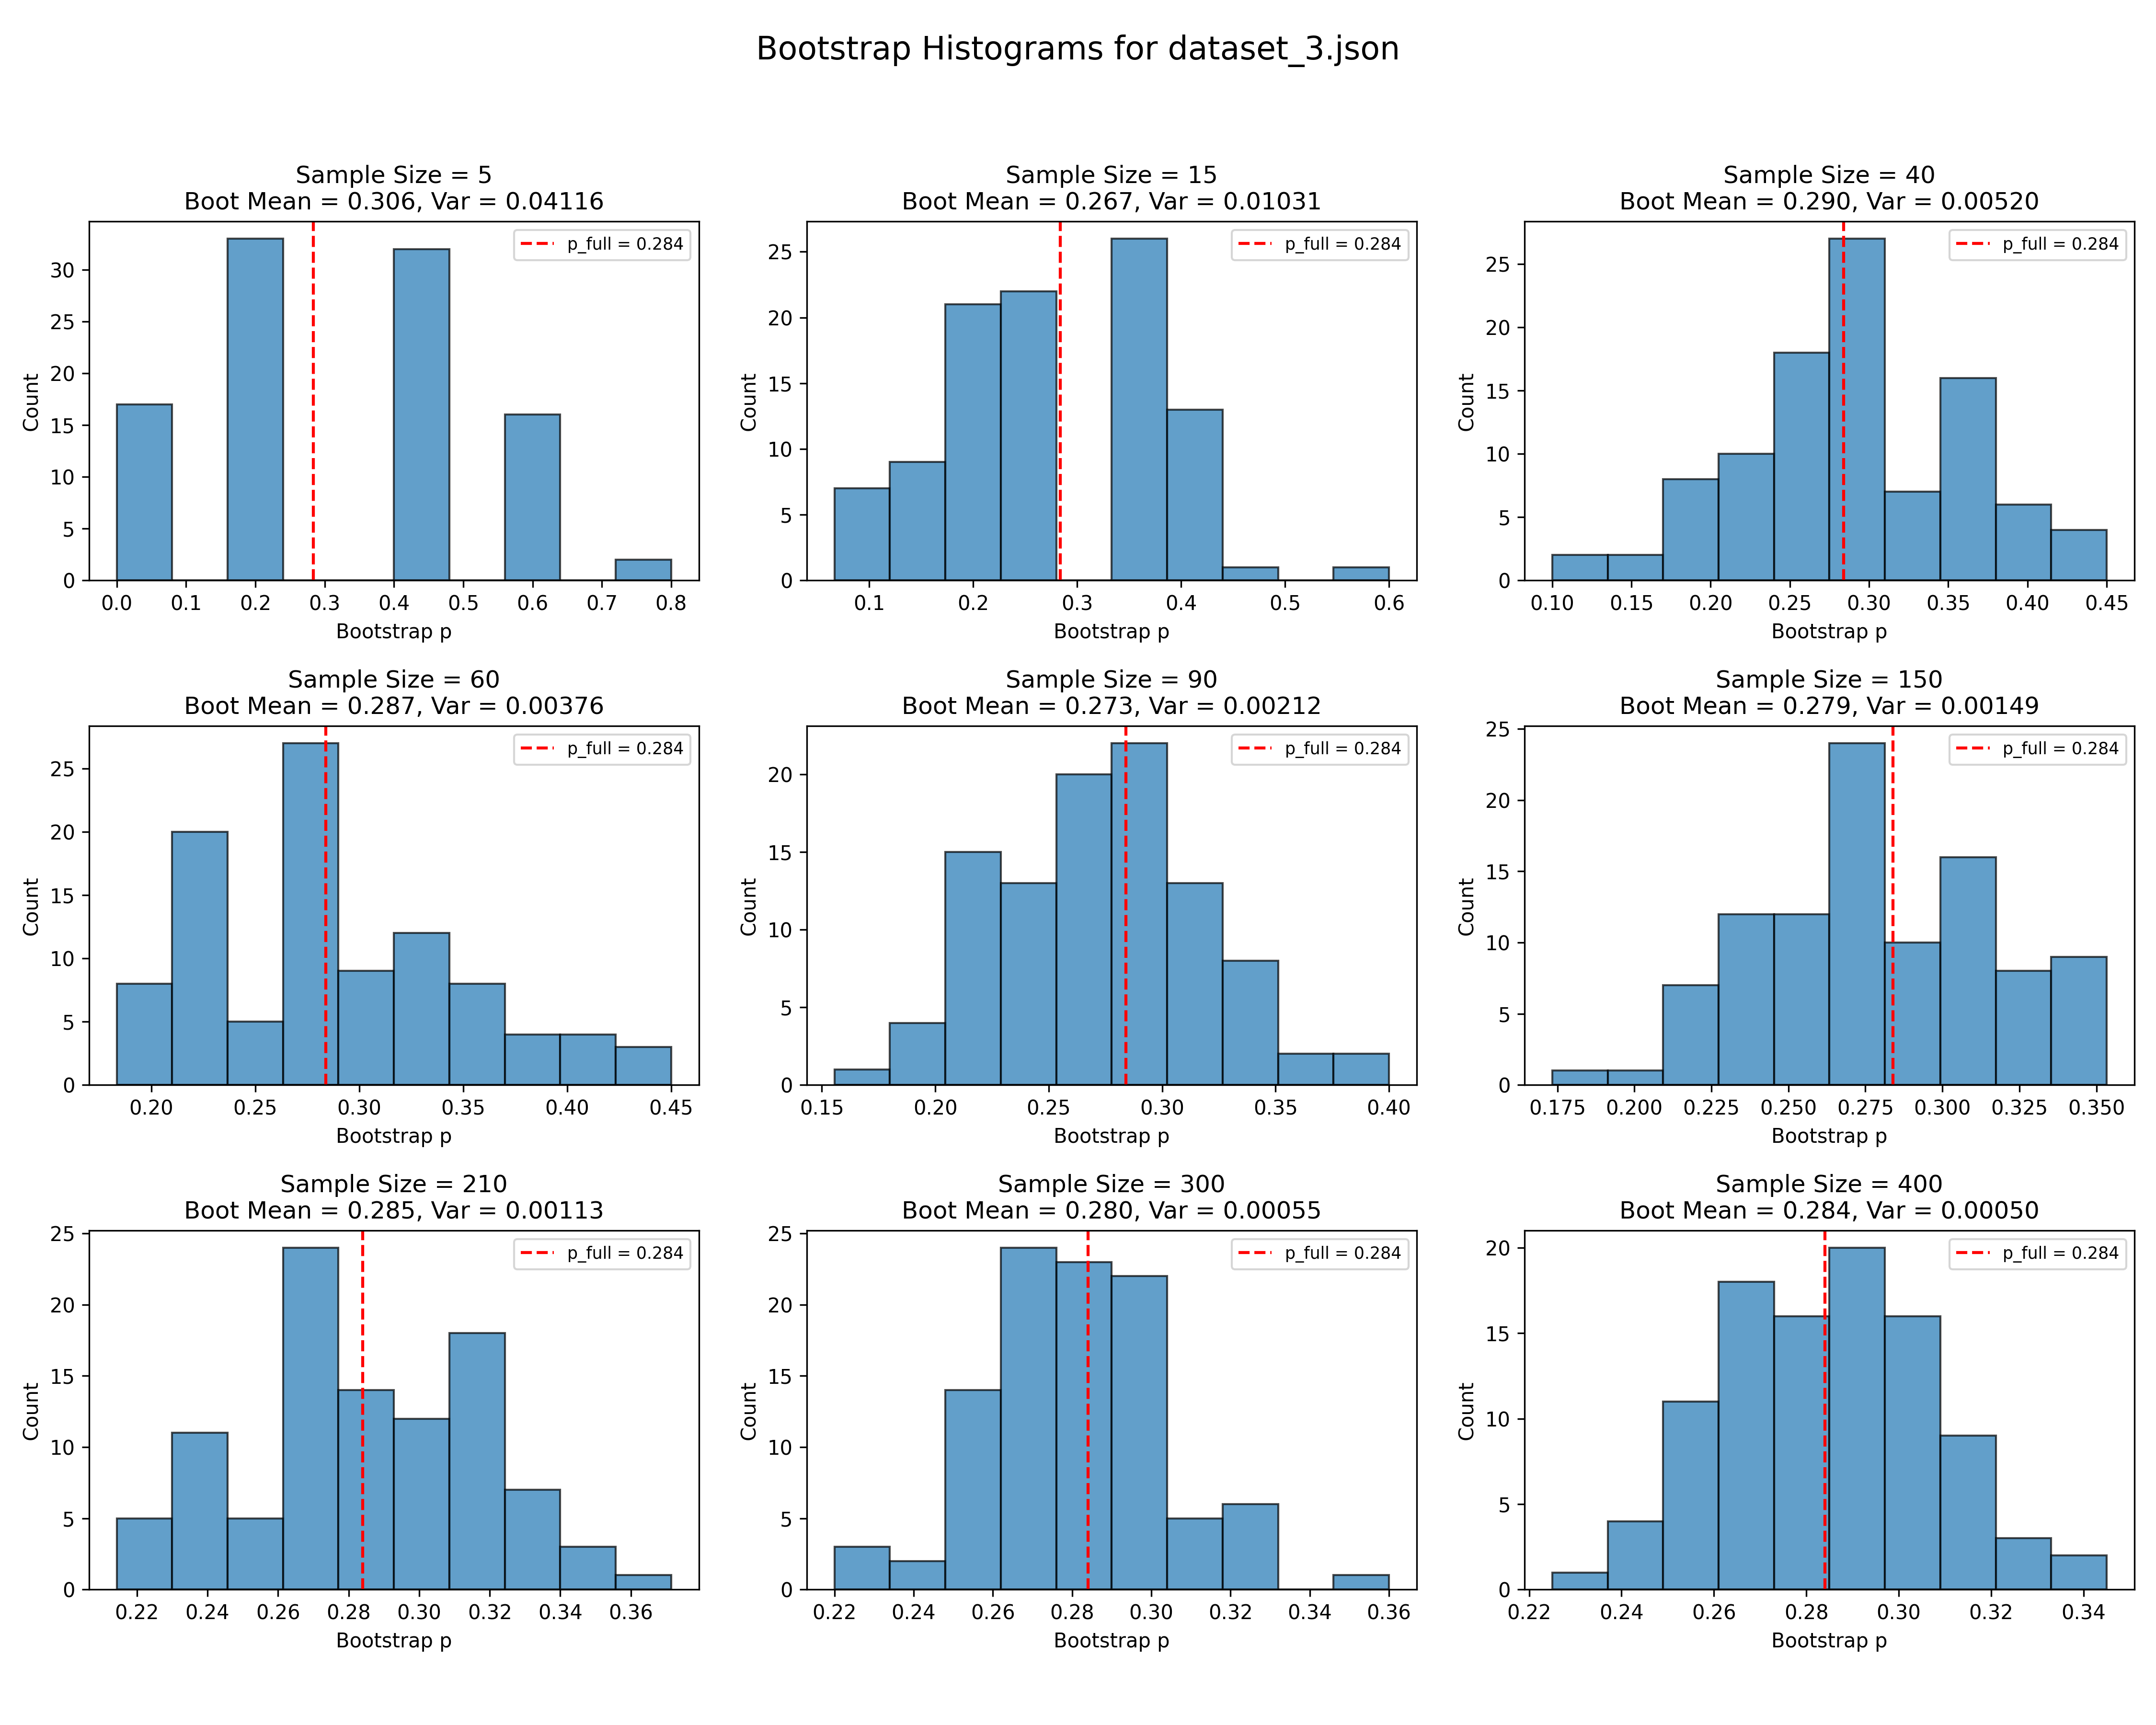 Bootstrap Histograms for dataset_3.json
Sample Size = 5
Boot Mean = 0.306, Var = 0.04116
p_full = 0.284
Count
30
25
20
15
10
5
0
0.0 0.1 0.2 0.3 0.4 0.5 0.6 0.7 0.8
Bootstrap p
Sample Size = 15
Boot Mean = 0.267, Var = 0.01031
p_full = 0.284
Count
25
20
15
10
5
0
0.1 0.2 0.3 0.4 0.5 0.6
Bootstrap p
Sample Size = 40
Boot Mean = 0.290, Var = 0.00520
p_full = 0.284
Count
25
20
15
10
5
0
0.10 0.15 0.20 0.25 0.30 0.35 0.40 0.45
Bootstrap p
Sample Size = 60
Boot Mean = 0.287, Var = 0.00376
p_full = 0.284
Count
25
20
15
10
5
0
0.20 0.25 0.30 0.35 0.40 0.45
Bootstrap p
Sample Size = 90
Boot Mean = 0.273, Var = 0.00212
p_full = 0.284
Count
20
15
10
5
0
0.15 0.20 0.25 0.30 0.35 0.40
Bootstrap p
Sample Size = 150
Boot Mean = 0.279, Var = 0.00149
p_full = 0.284
Count
25
20
15
10
5
0
0.175 0.200 0.225 0.250 0.275 0.300 0.325 0.350
Bootstrap p
Sample Size = 210
Boot Mean = 0.285, Var = 0.00113
p_full = 0.284
Count
25
20
15
10
5
0
0.22 0.24 0.26 0.28 0.30 0.32 0.34 0.36
Bootstrap p
Sample Size = 300
Boot Mean = 0.280, Var = 0.00055
p_full = 0.284
Count
25
20
15
10
5
0
0.22 0.24 0.26 0.28 0.30 0.32 0.34 0.36
Bootstrap p
Sample Size = 400
Boot Mean = 0.284, Var = 0.00050
p_full = 0.284
Count
20
15
10
5
0
0.22 0.24 0.26 0.28 0.30 0.32 0.34
Bootstrap p